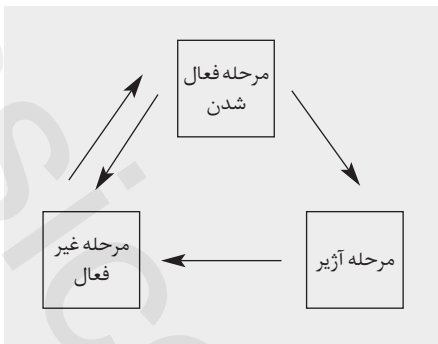 مرحله فعال
شدن
مرحله غیر
فعال
مرحله آژیر